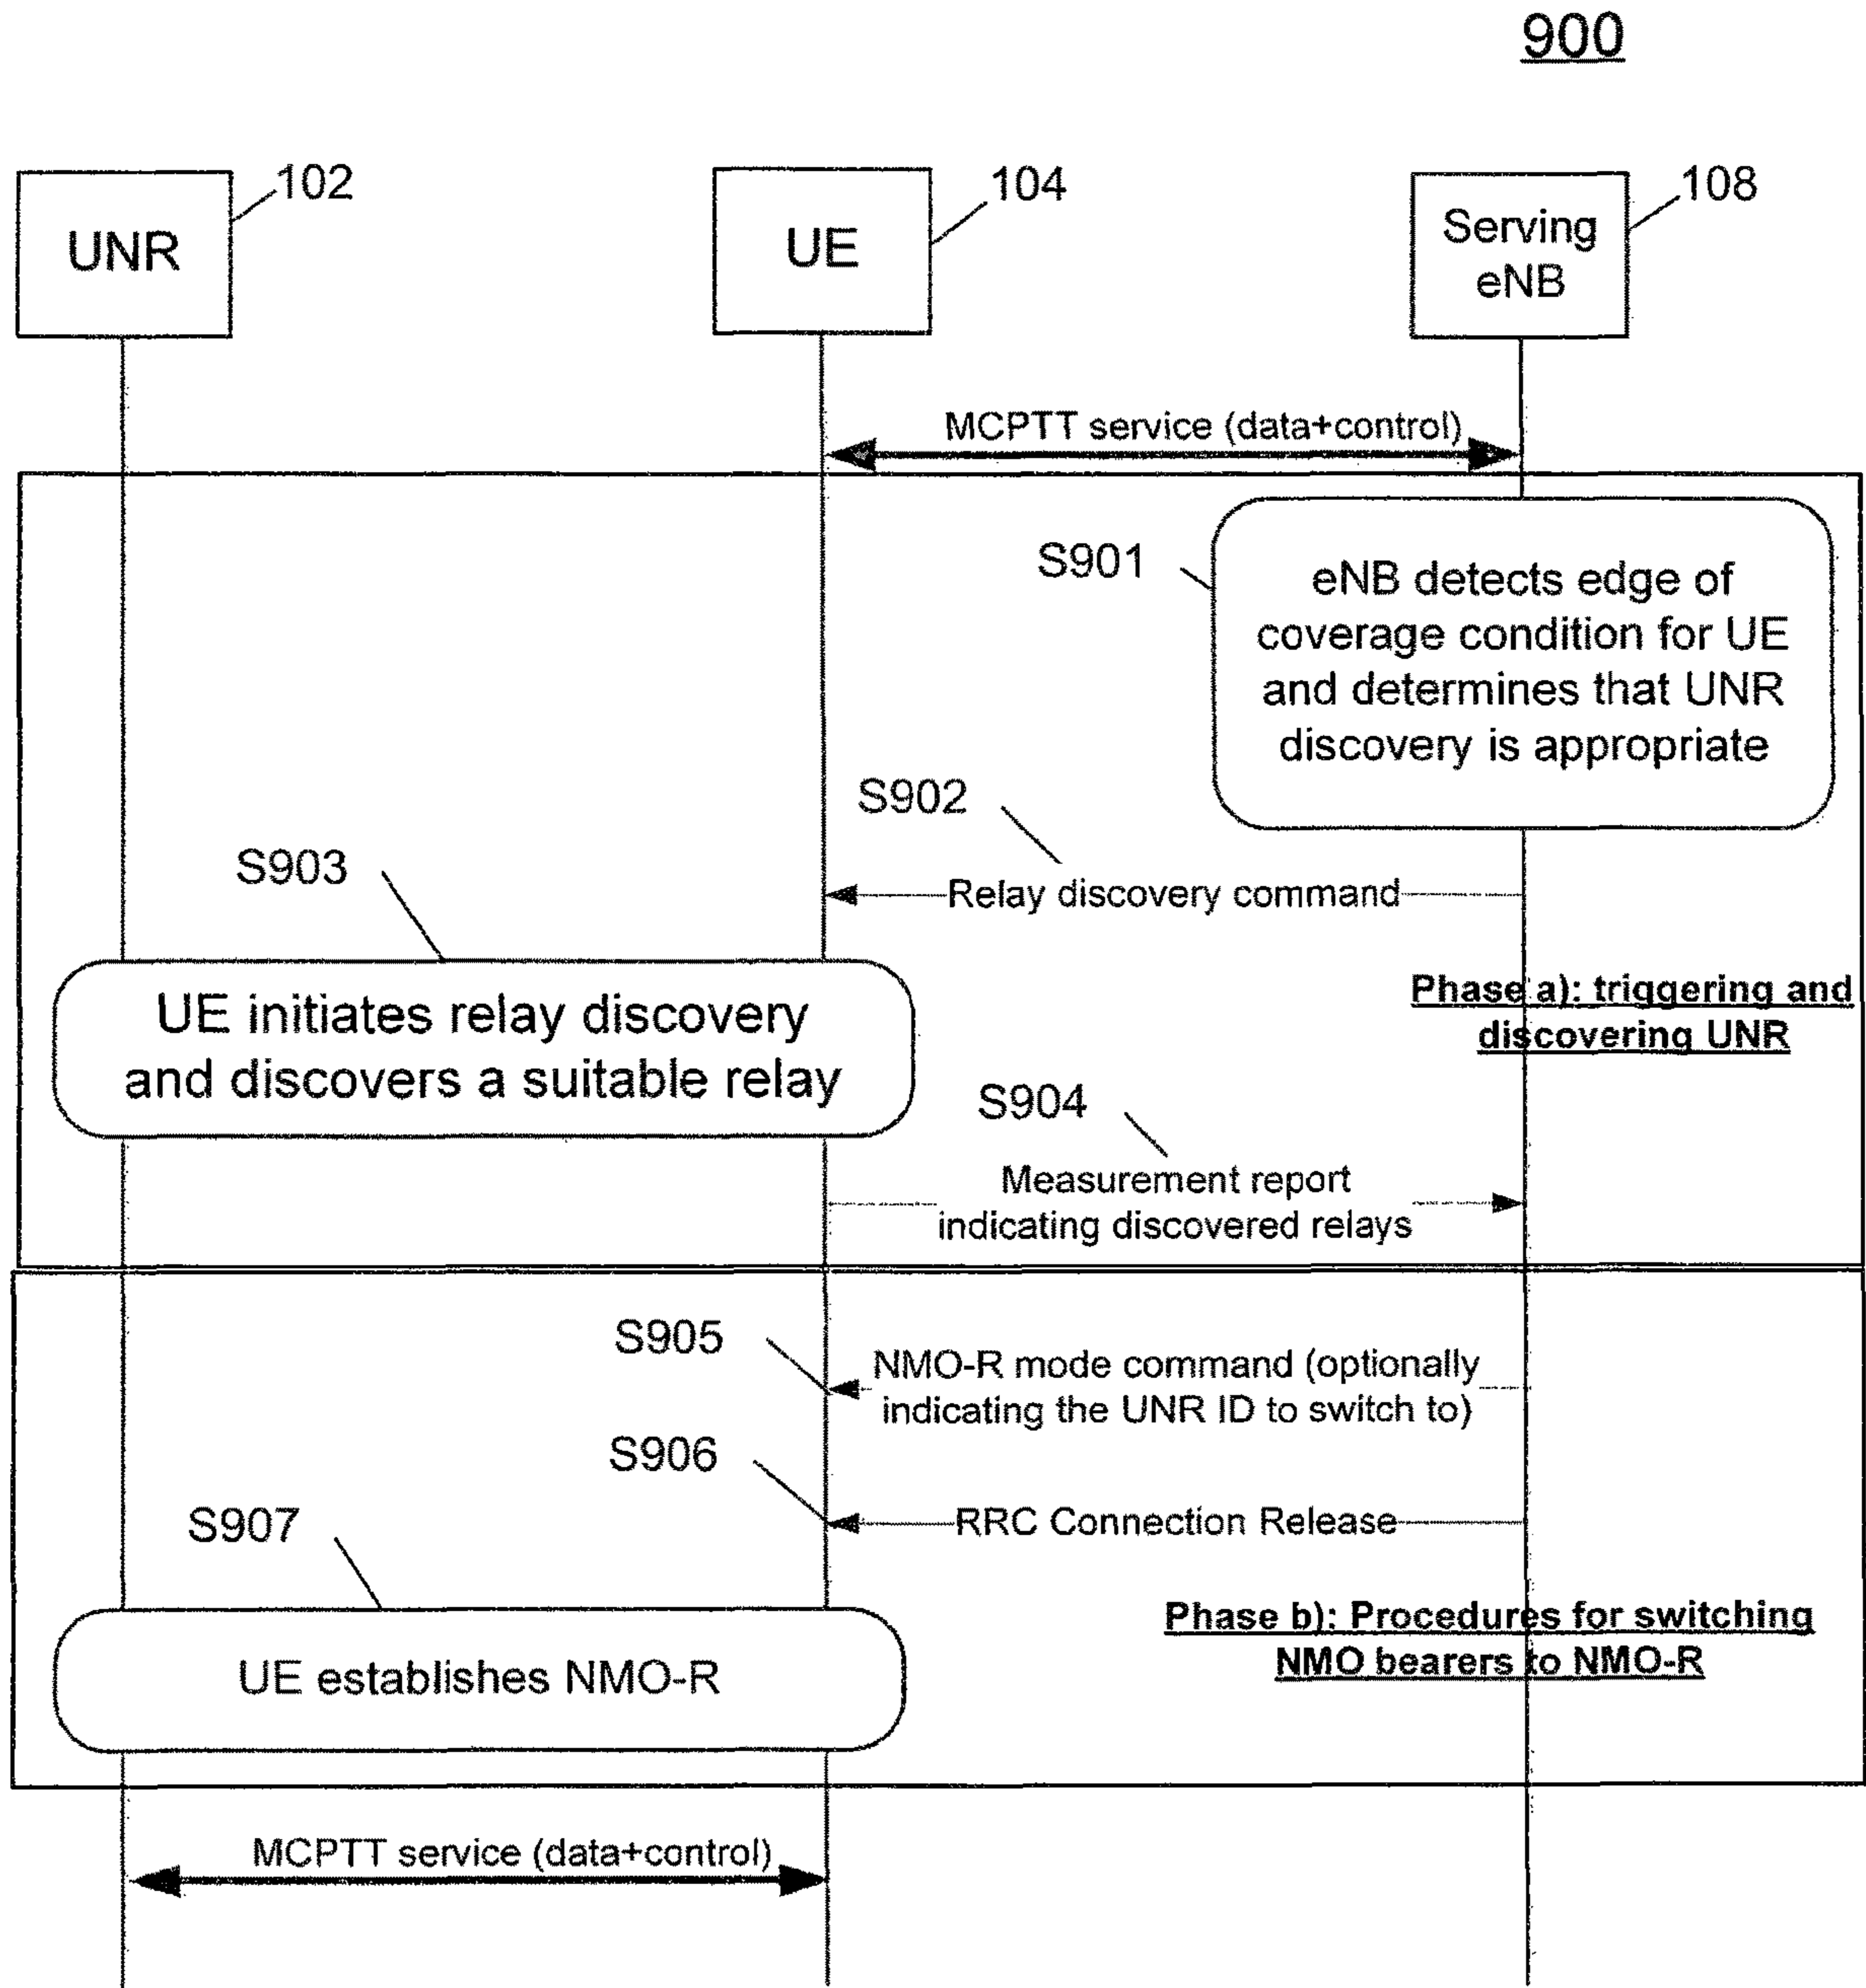 900
102
104
108
UNR
UE
Serving
eNB
MCPTT service (data+control)
S901
eNB detects edge of
coverage condition for UE
and determines that UNR
discovery is appropriate
S902
Relay discovery command
S903
UE initiates relay discovery
and discovers a suitable relay
Phase a): triggering and
discovering UNR
S904
Measurement report
indicating discovered relays
S905
NMO-R mode command (optionally
indicating the UNR ID to switch to)
S906
RRC Connection Release
S907
UE establishes NMO-R
Phase b): Procedures for switching
NMO bearers to NMO-R
MCPTT service (data+control)